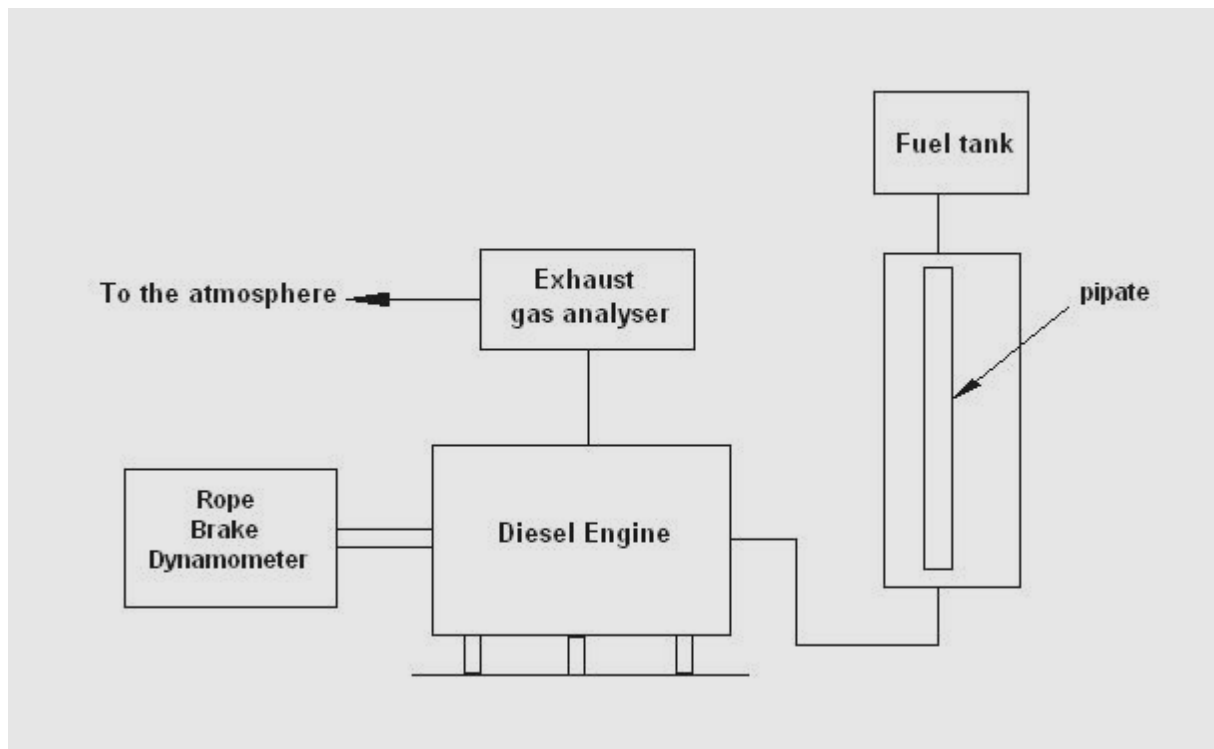 Fuel tank
Exhaust
gas analyser
To the atmosphere
pipate
Rope
Brake
Dynamometer
Diesel Engine